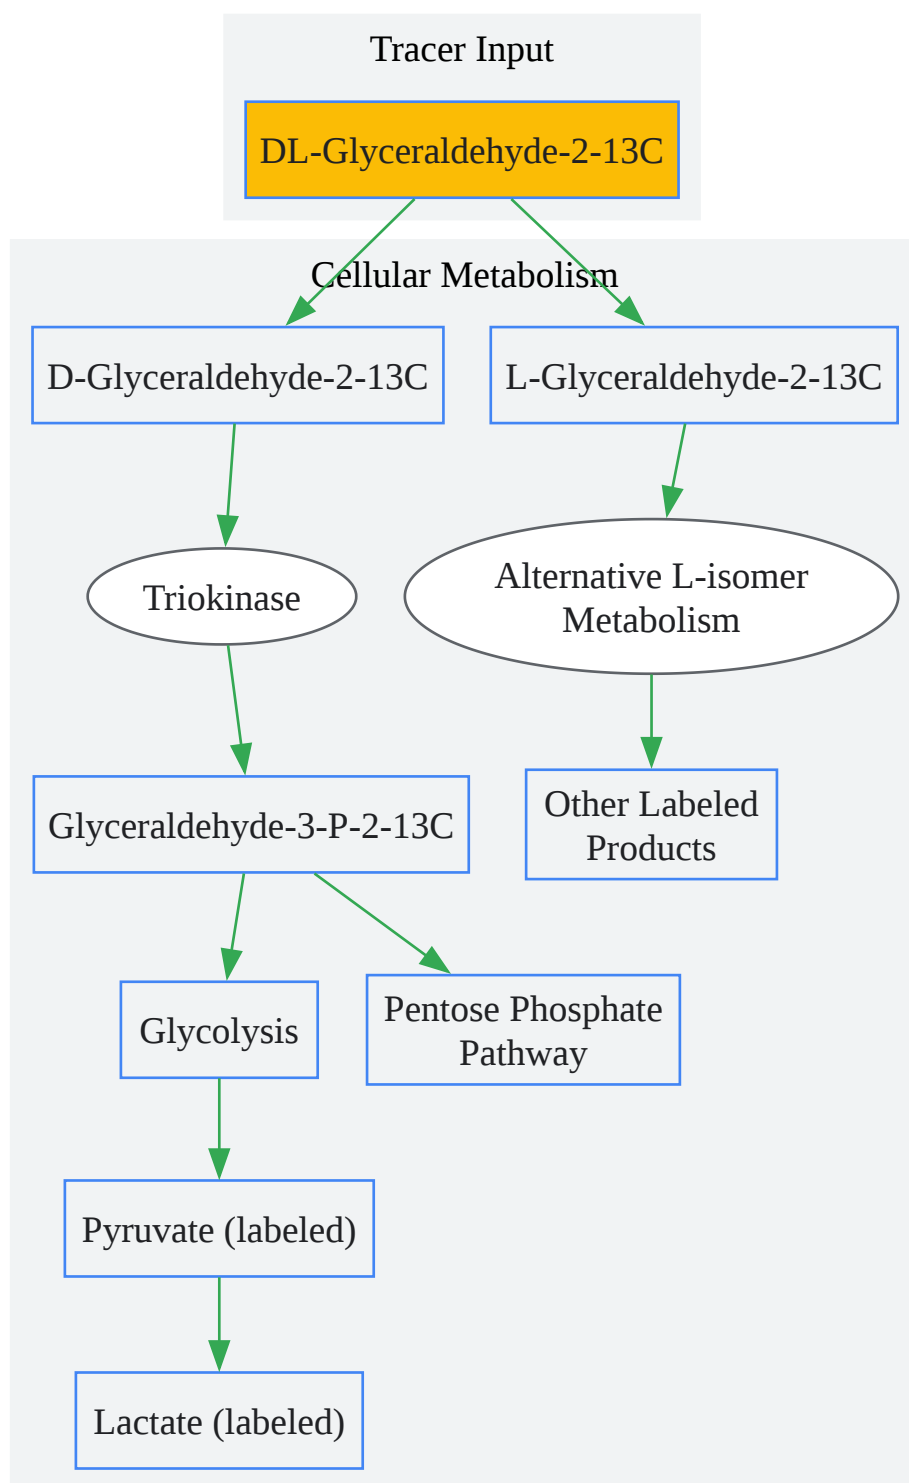 Tracer Input
DL-Glyceraldehyde-2-13C
Cellular Metabolism
D-Glyceraldehyde-2-13C
L-Glyceraldehyde-2-13C
Triokinase
Alternative L-isomer
Metabolism
Glyceraldehyde-3-P-2-13C
Other Labeled
Products
Glycolysis
Pentose Phosphate
Pathway
Pyruvate (labeled)
Lactate (labeled)